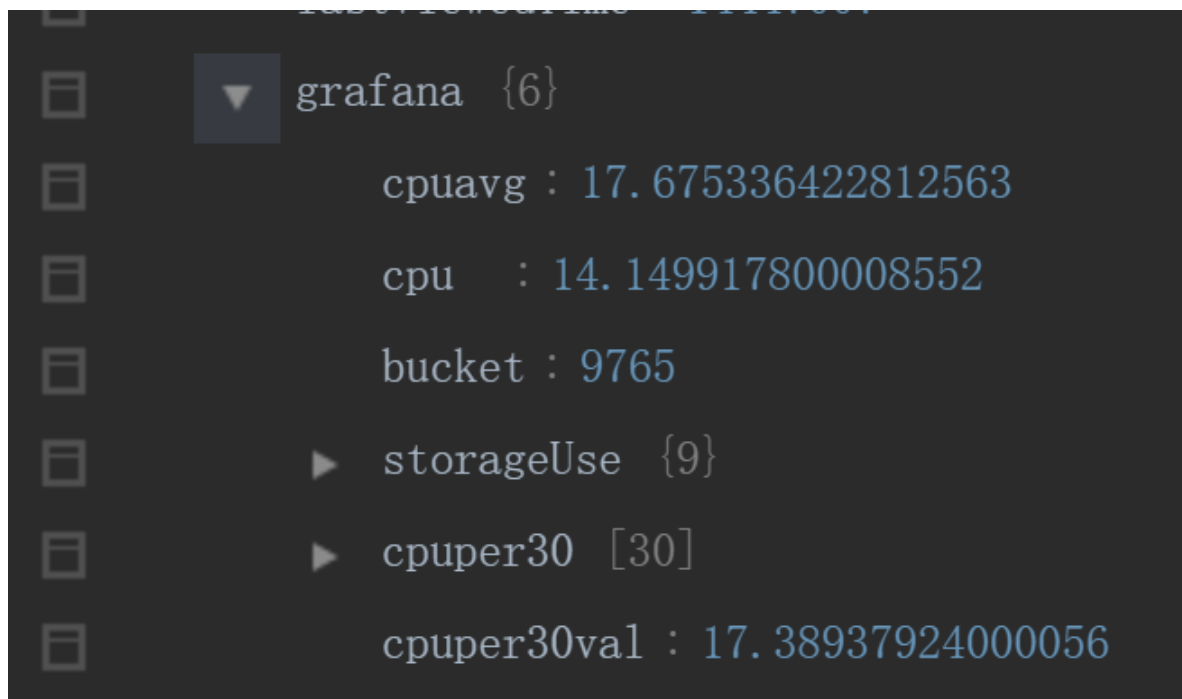 grafana {6}
cpuavg : 17.675336422812563
cpu : 14.149917800008552
bucket : 9765
storageUse {9}
cpuper30 [30]
cpuper30val : 17.38937924000056